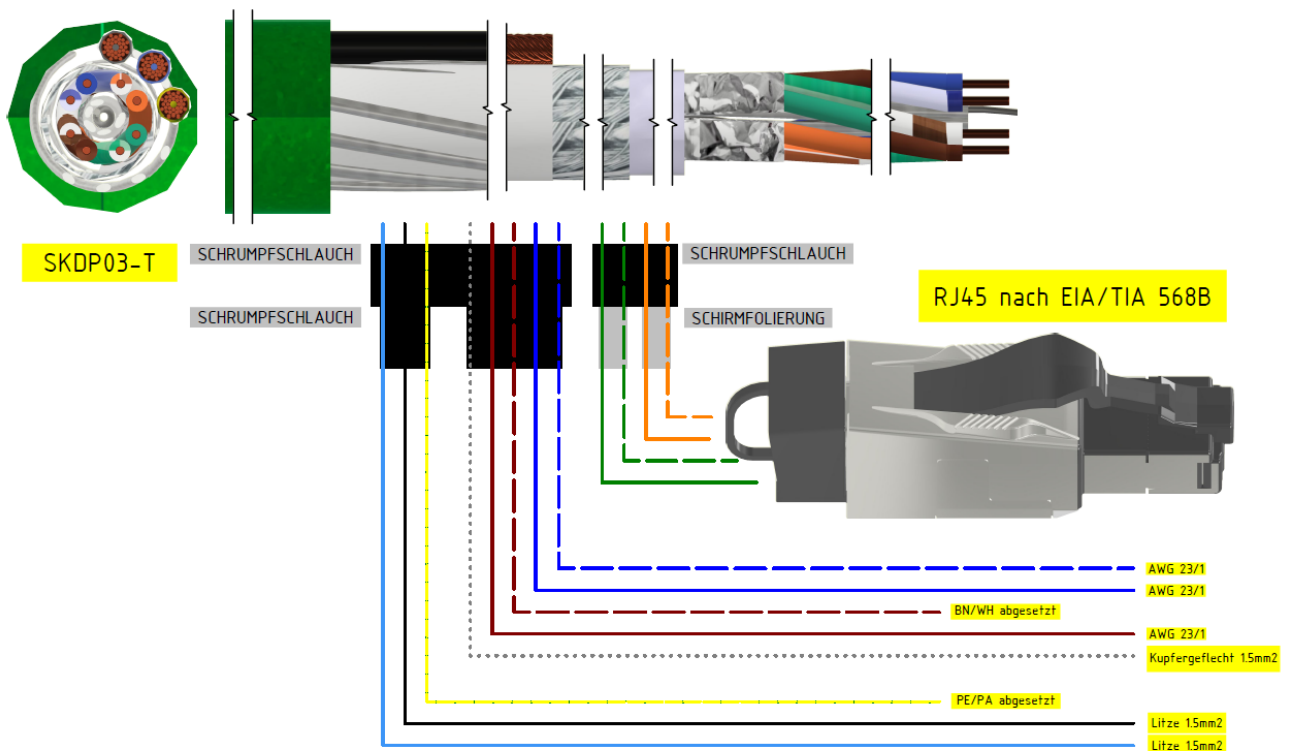 SKDP03-T
SCHRUMPFSCHLAUCH
SCHRUMPFSCHLAUCH
SCHRUMPFSCHLAUCH
SCHIRMFOLIERUNG
RJ45 nach EIA/TIA 568B
AWG 23/1
AWG 23/1
BN/WH abgesetzt
AWG 23/1
Kupfergeflecht 1.5mm2
PE/PA abgesetzt
Litze 1.5mm2
Litze 1.5mm2